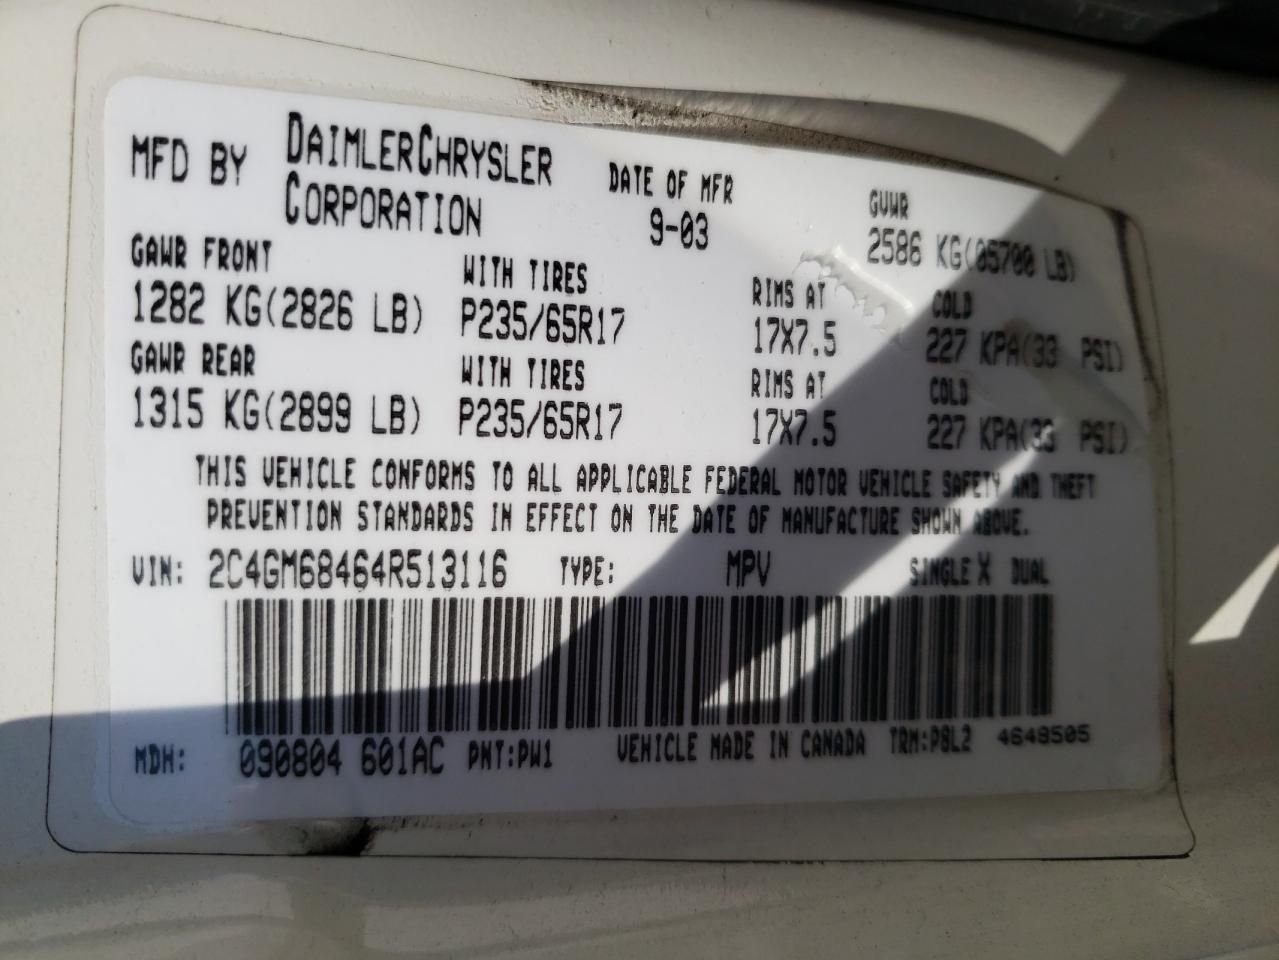 MFD BY DAIMLERCHRYSLER CORPORATION
DATE OF MFR
9-03
GVWR
2586 KG(05700 LB)
GAWR FRONT
1282 KG(2826 LB)
WITH TIRES
P235/65R17
RIMS AT
17X7.5
COLD
227 KPA(33 PSI)
GAWR REAR
1315 KG(2899 LB)
WITH TIRES
P235/65R17
RIMS AT
17X7.5
COLD
227 KPA(33 PSI)
THIS VEHICLE CONFORMS TO ALL APPLICABLE FEDERAL MOTOR VEHICLE SAFETY AND THEFT
PREVENTION STANDARDS IN EFFECT ON THE DATE OF MANUFACTURE SHOWN ABOVE.
VIN: 2C4GM68464R513116 TYPE: MPV SINGLE X DUAL
MDH: 090804 601AC PNT:PW1 VEHICLE MADE IN CANADA TRM:P8L2 4648505